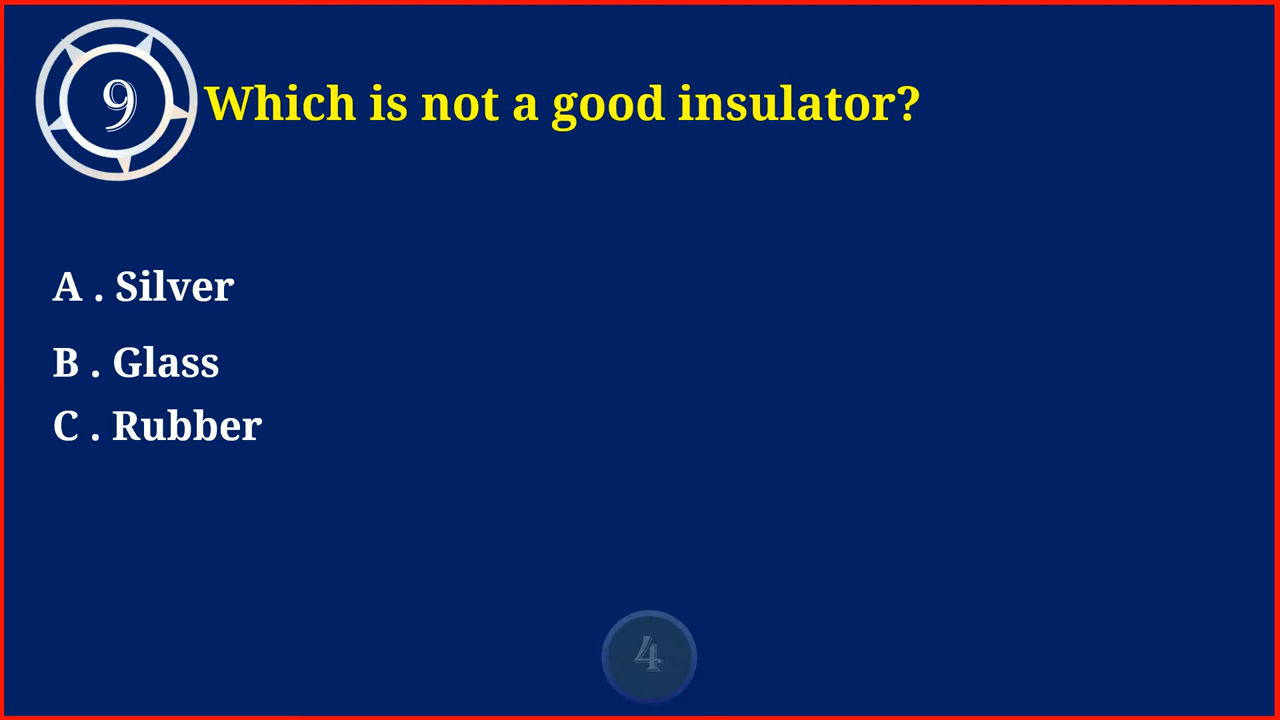 9
Which is not a good insulator?
A . Silver
B . Glass
C . Rubber
4